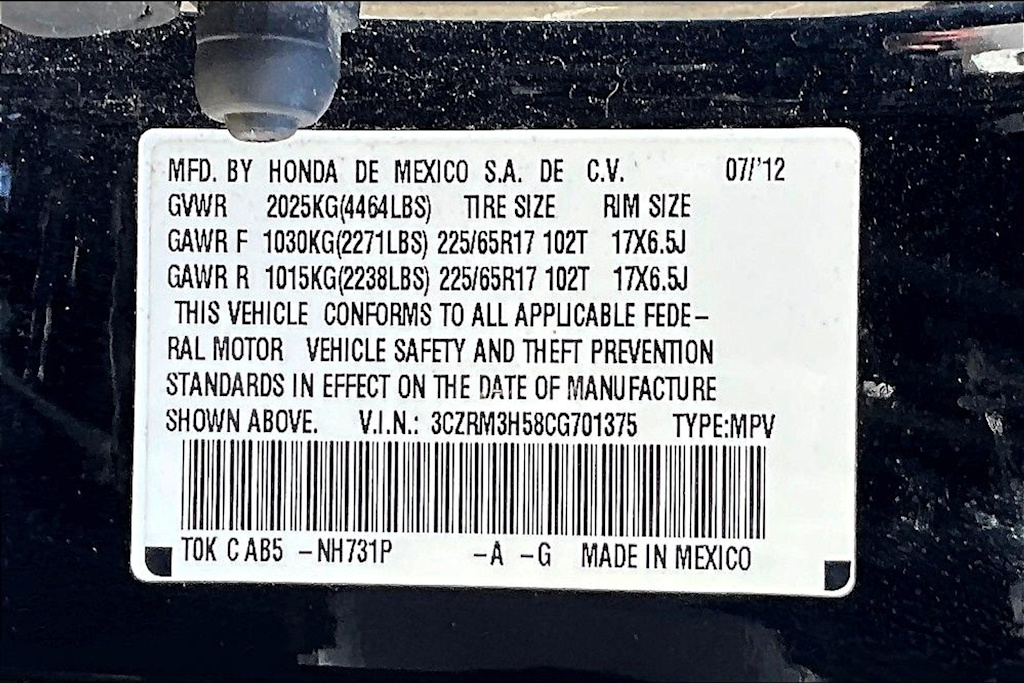 MFD. BY HONDA DE MEXICO S.A. DE C.V. 07/'12
GVWR 2025KG(4464LBS) TIRE SIZE RIM SIZE
GAWR F 1030KG(2271LBS) 225/65R17 102T 17X6.5J
GAWR R 1015KG(2238LBS) 225/65R17 102T 17X6.5J
THIS VEHICLE CONFORMS TO ALL APPLICABLE FEDE-
RAL MOTOR VEHICLE SAFETY AND THEFT PREVENTION
STANDARDS IN EFFECT ON THE DATE OF MANUFACTURE
SHOWN ABOVE. V.I.N.: 3CZRM3H58CG701375 TYPE:MPV
T0K C AB5 -NH731P -A -G MADE IN MEXICO